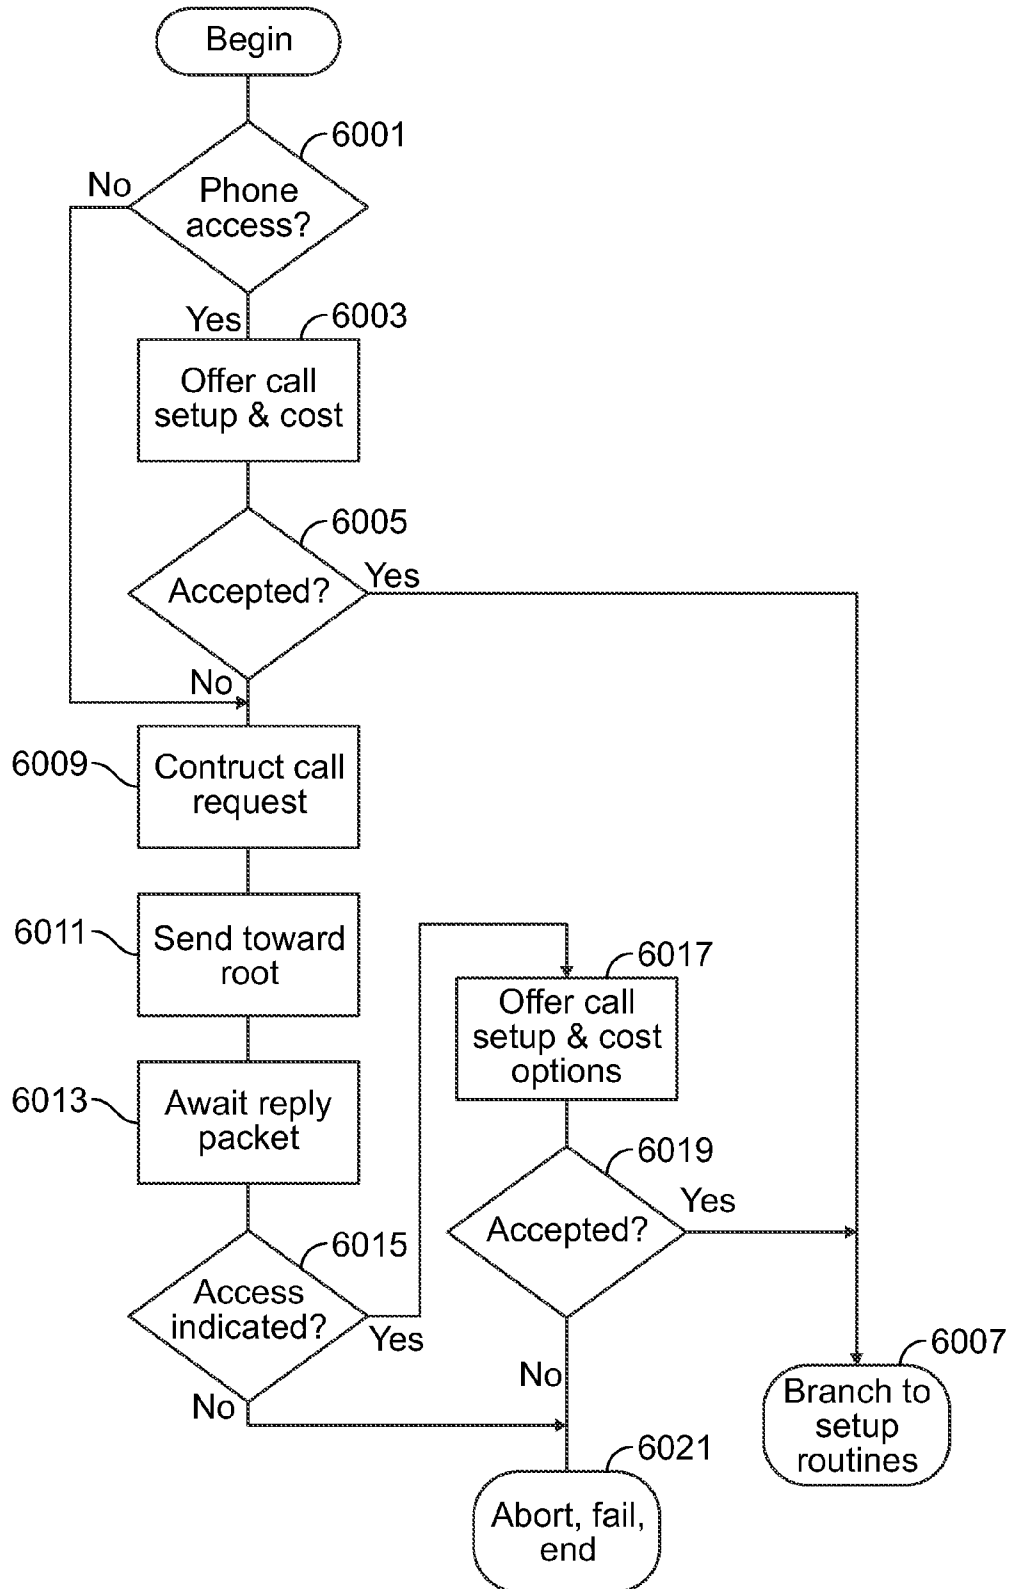 Begin
6001
No
Phone
access?
Yes
6003
Offer call
setup & cost
6005
Accepted?
Yes
No
6009
Contruct call
request
6011
Send toward
root
6017
Offer call
setup & cost
options
6013
Await reply
packet
6019
Accepted?
Yes
6015
Access
indicated?
Yes
No
No
6007
Branch to
setup
routines
6021
Abort, fail,
end